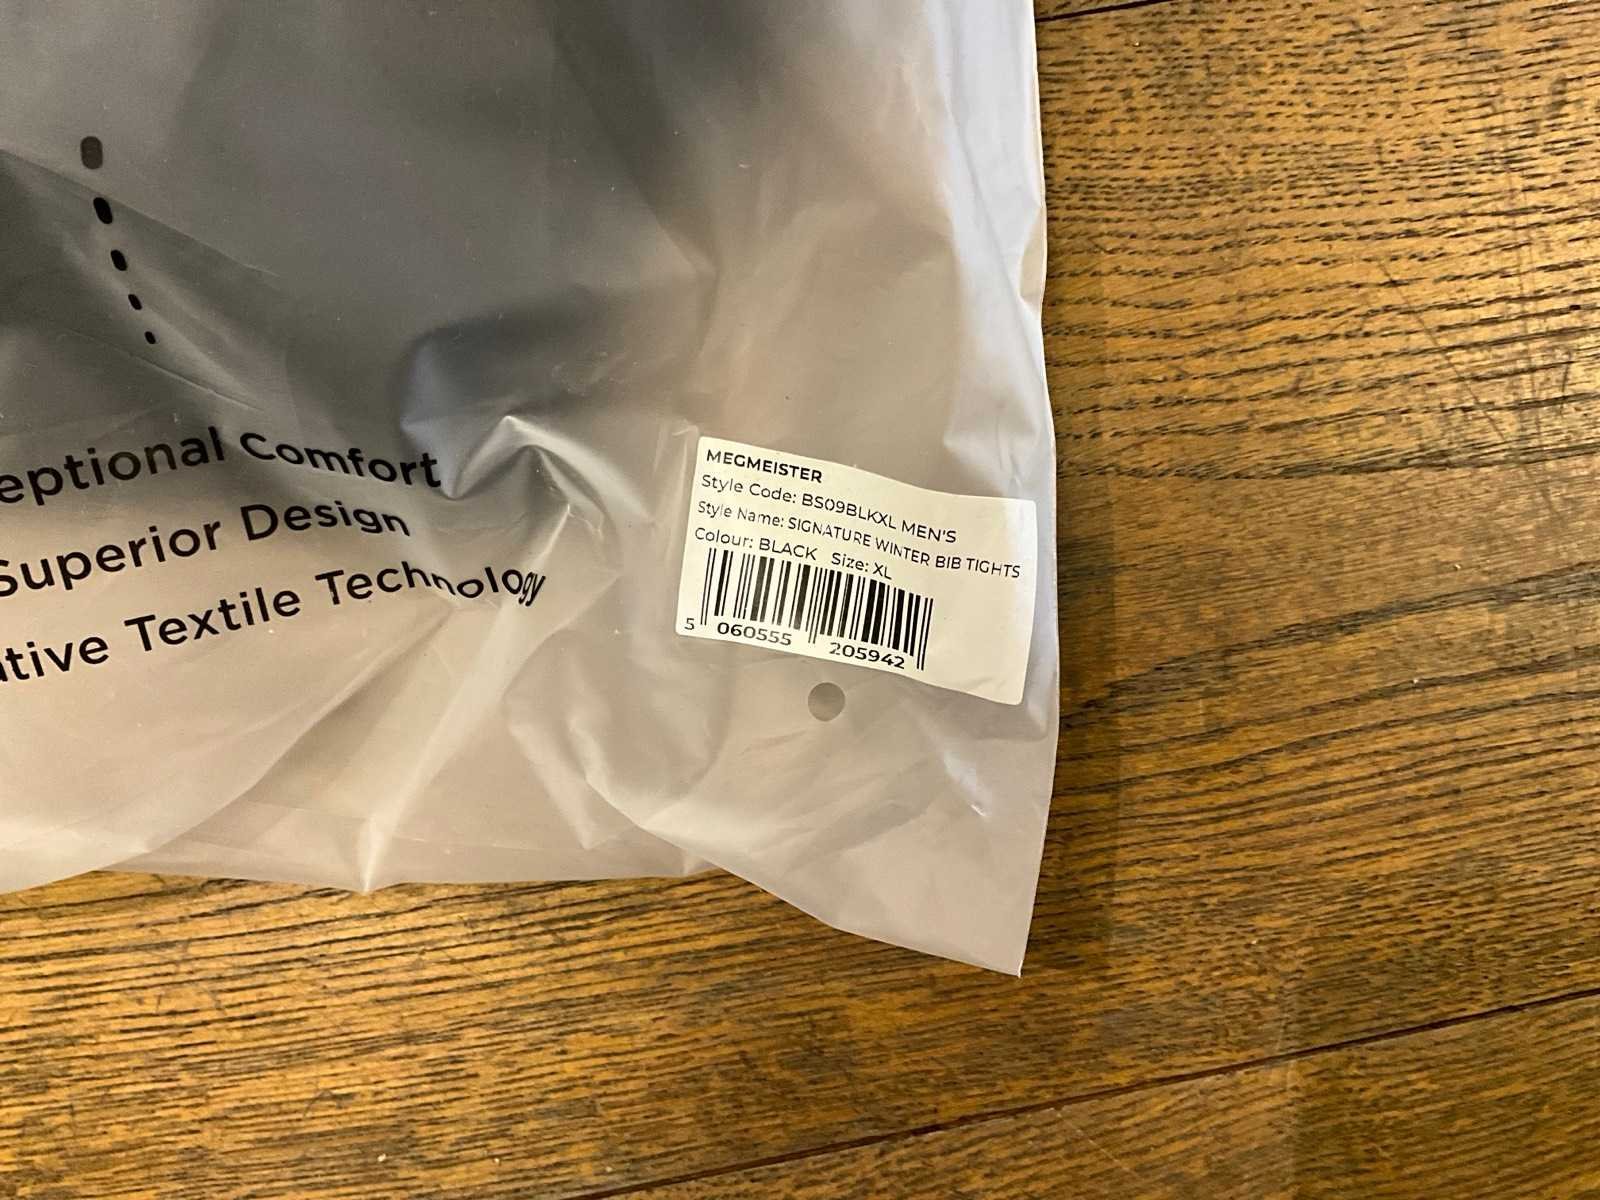 eptional Comfort
Superior Design
ative Textile Technology
MEGMEISTER
Style Code: BS09BLKXL MEN'S
Style Name: SIGNATURE WINTER BIB TIGHTS
Colour: BLACK Size: XL
5 060555 205942